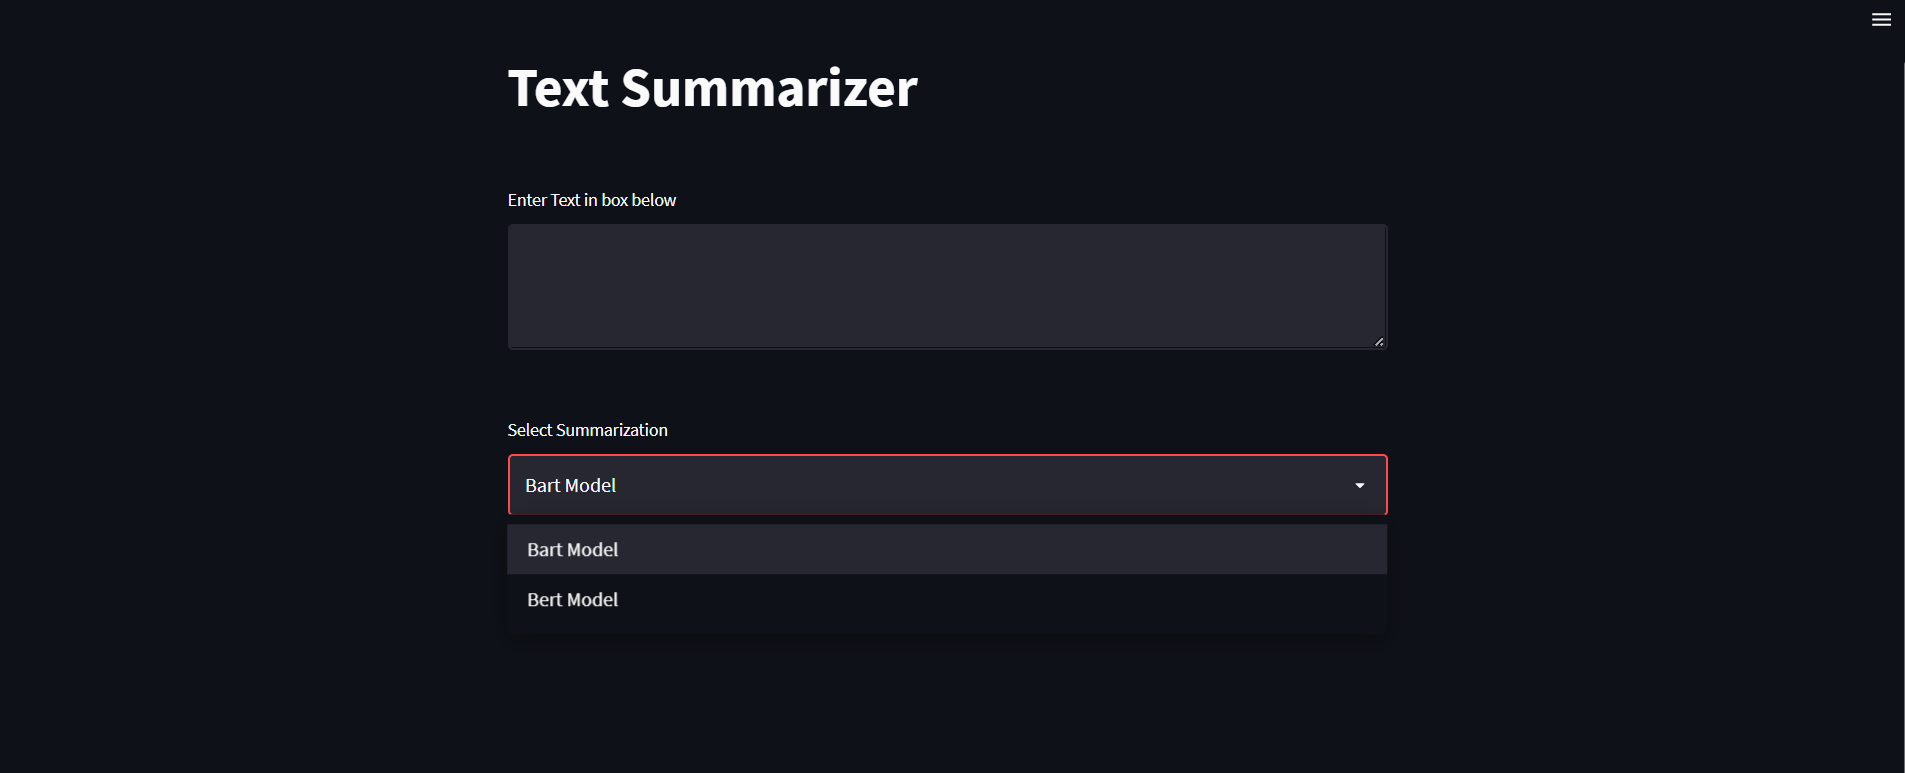 Text Summarizer
Enter Text in box below
Select Summarization
Bart Model
Bart Model
Bert Model